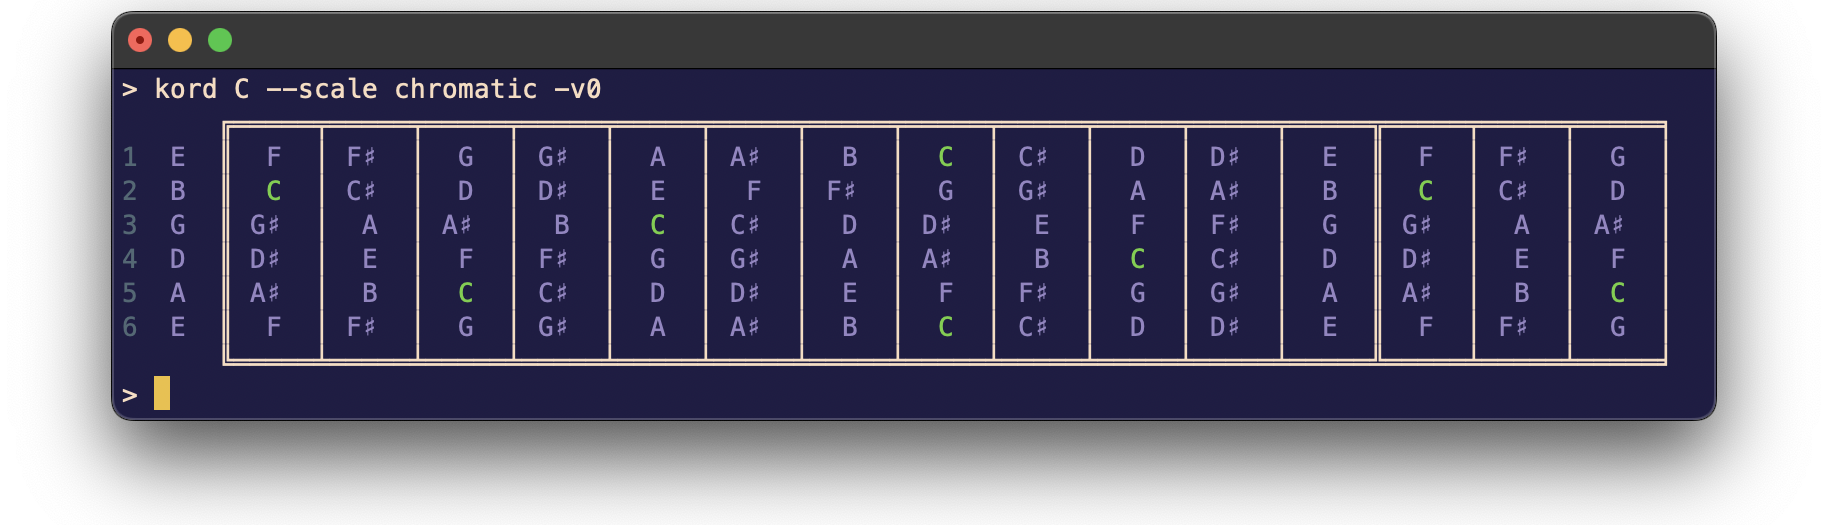 > kord C --scale chromatic -v0
1 E F F♯ G G♯ A A♯ B C C♯ D D♯ E F F♯ G
2 B C C♯ D D♯ E F F♯ G G♯ A A♯ B C C♯ D
3 G G♯ A A♯ B C C♯ D D♯ E F F♯ G G♯ A A♯
4 D D♯ E F F♯ G G♯ A A♯ B C C♯ D D♯ E F
5 A A♯ B C C♯ D D♯ E F F♯ G G♯ A A♯ B C
6 E F F♯ G G♯ A A♯ B C C♯ D D♯ E F F♯ G
>